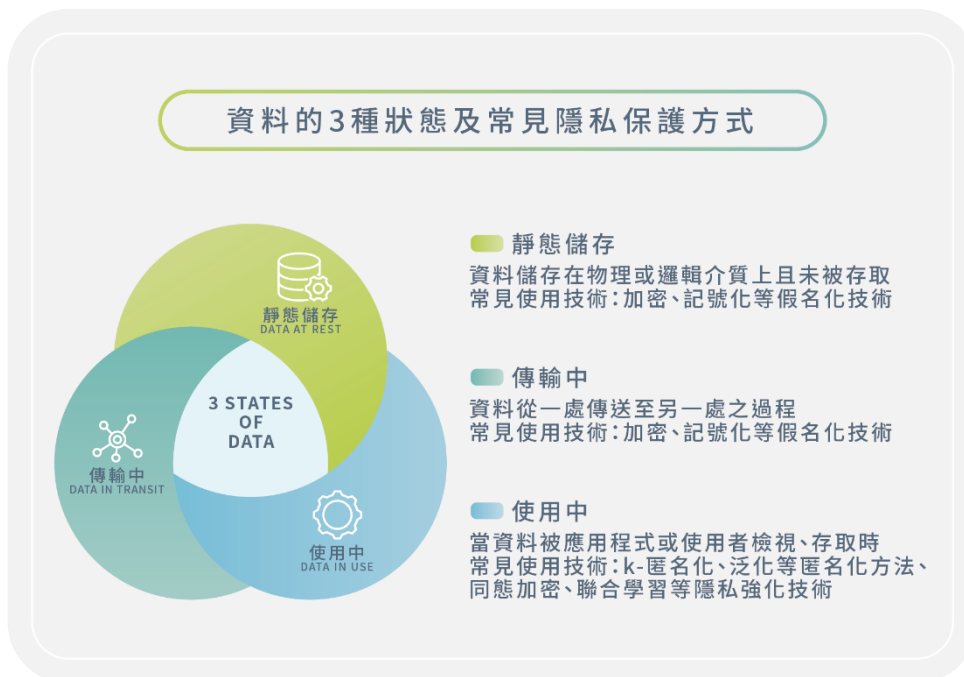 資料的3種狀態及常見隱私保護方式
靜態儲存
DATA AT REST
3 STATES
OF
DATA
傳輸中
DATA IN TRANSIT
使用中
DATA IN USE
靜態儲存
資料儲存在物理或邏輯介質上且未被存取
常見使用技術：加密、記號化等假名化技術
傳輸中
資料從一處傳送至另一處之過程
常見使用技術：加密、記號化等假名化技術
使用中
當資料被應用程式或使用者檢視、存取時
常見使用技術：k-匿名化、泛化等匿名化方法、
同態加密、聯合學習等隱私強化技術